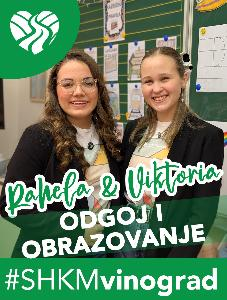 Rahela & Viktoria
ODGOJ I
OBRAZOVANJE
#SHKMvinograd